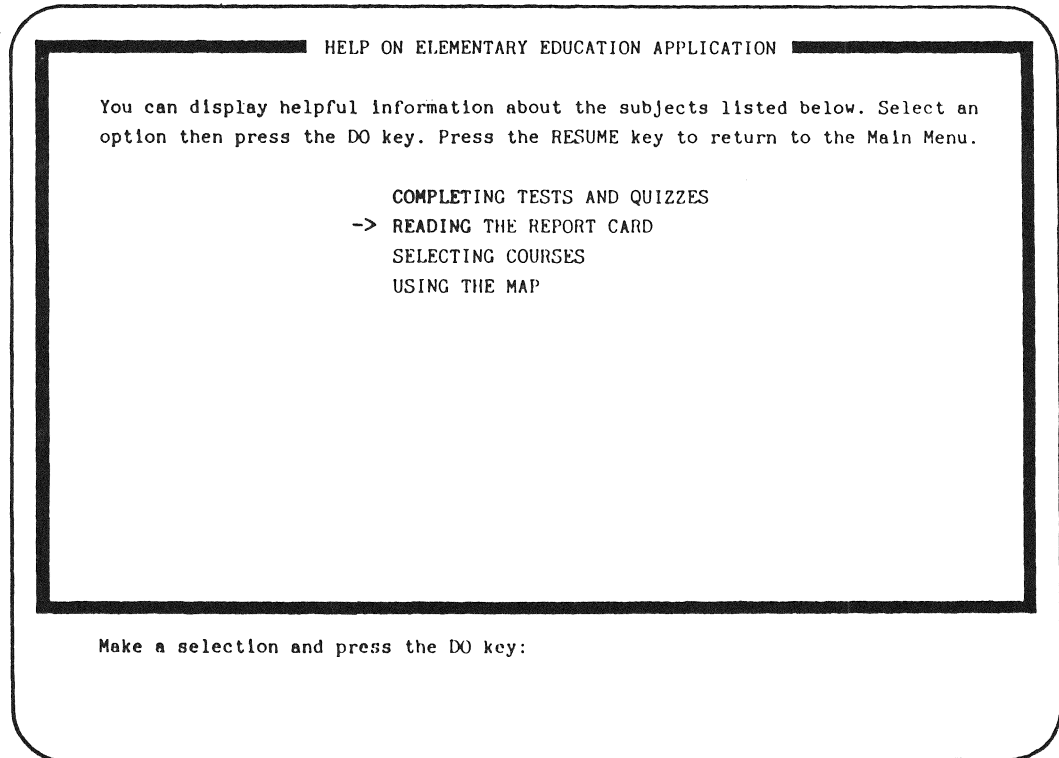 HELP ON ELEMENTARY EDUCATION APPLICATION
You can display helpful information about the subjects listed below. Select an
option then press the DO key. Press the RESUME key to return to the Main Menu.
COMPLETING TESTS AND QUIZZES
-> READING THE REPORT CARD
SELECTING COURSES
USING THE MAP
Make a selection and press the DO key: